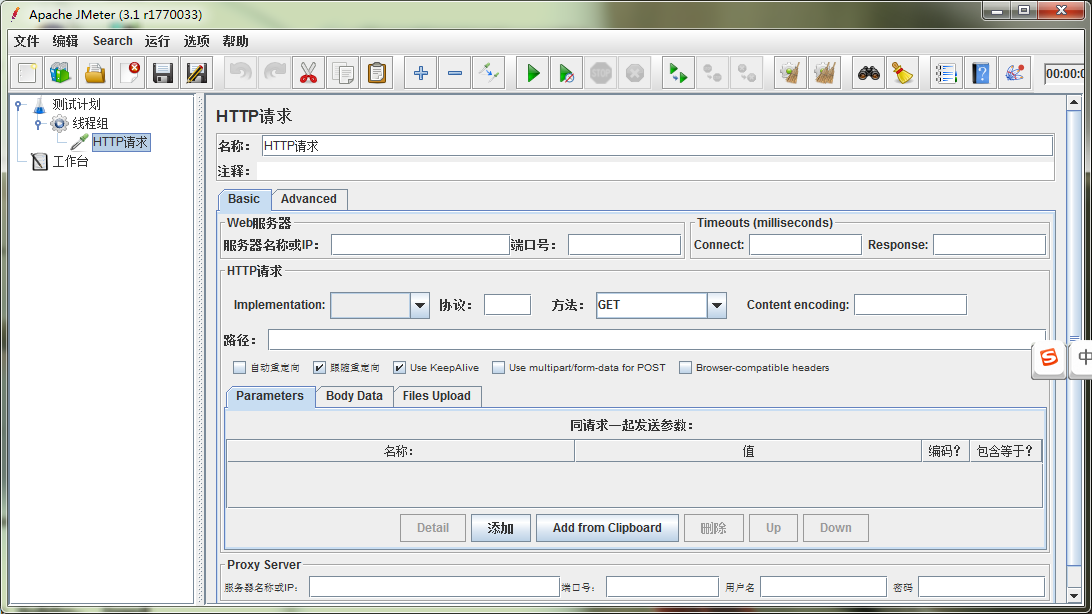 Apache JMeter (3.1 r1770033)
文件 编辑 Search 运行 选项 帮助
STOP
00:00:0
测试计划
线程组
HTTP请求
工作台
HTTP请求
名称: HTTP请求
注释:
Basic Advanced
Web服务器 Timeouts (milliseconds)
服务器名称或IP: 端口号: Connect: Response:
HTTP请求
Implementation: 协议: 方法: GET Content encoding:
路径:
自动重定向 跟随重定向 Use KeepAlive Use multipart/form-data for POST Browser-compatible headers
S 中
Parameters Body Data Files Upload
同请求一起发送参数:
名称: 值 编码? 包含等于?
Detail 添加 Add from Clipboard 删除 Up Down
Proxy Server
服务器名称或IP: 端口号: 用户名 密码